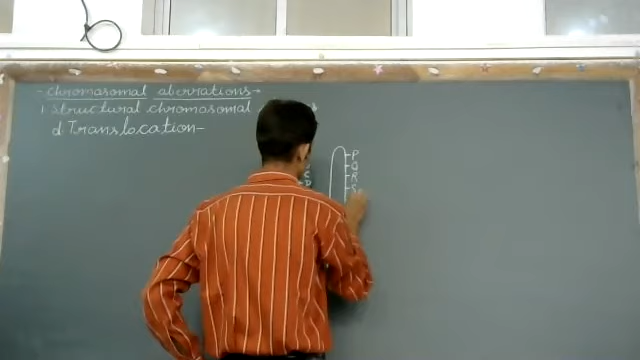 - Chromosomal aberrations -
1. Structural chromosomal
d. Translocation -
P
Q
R
S